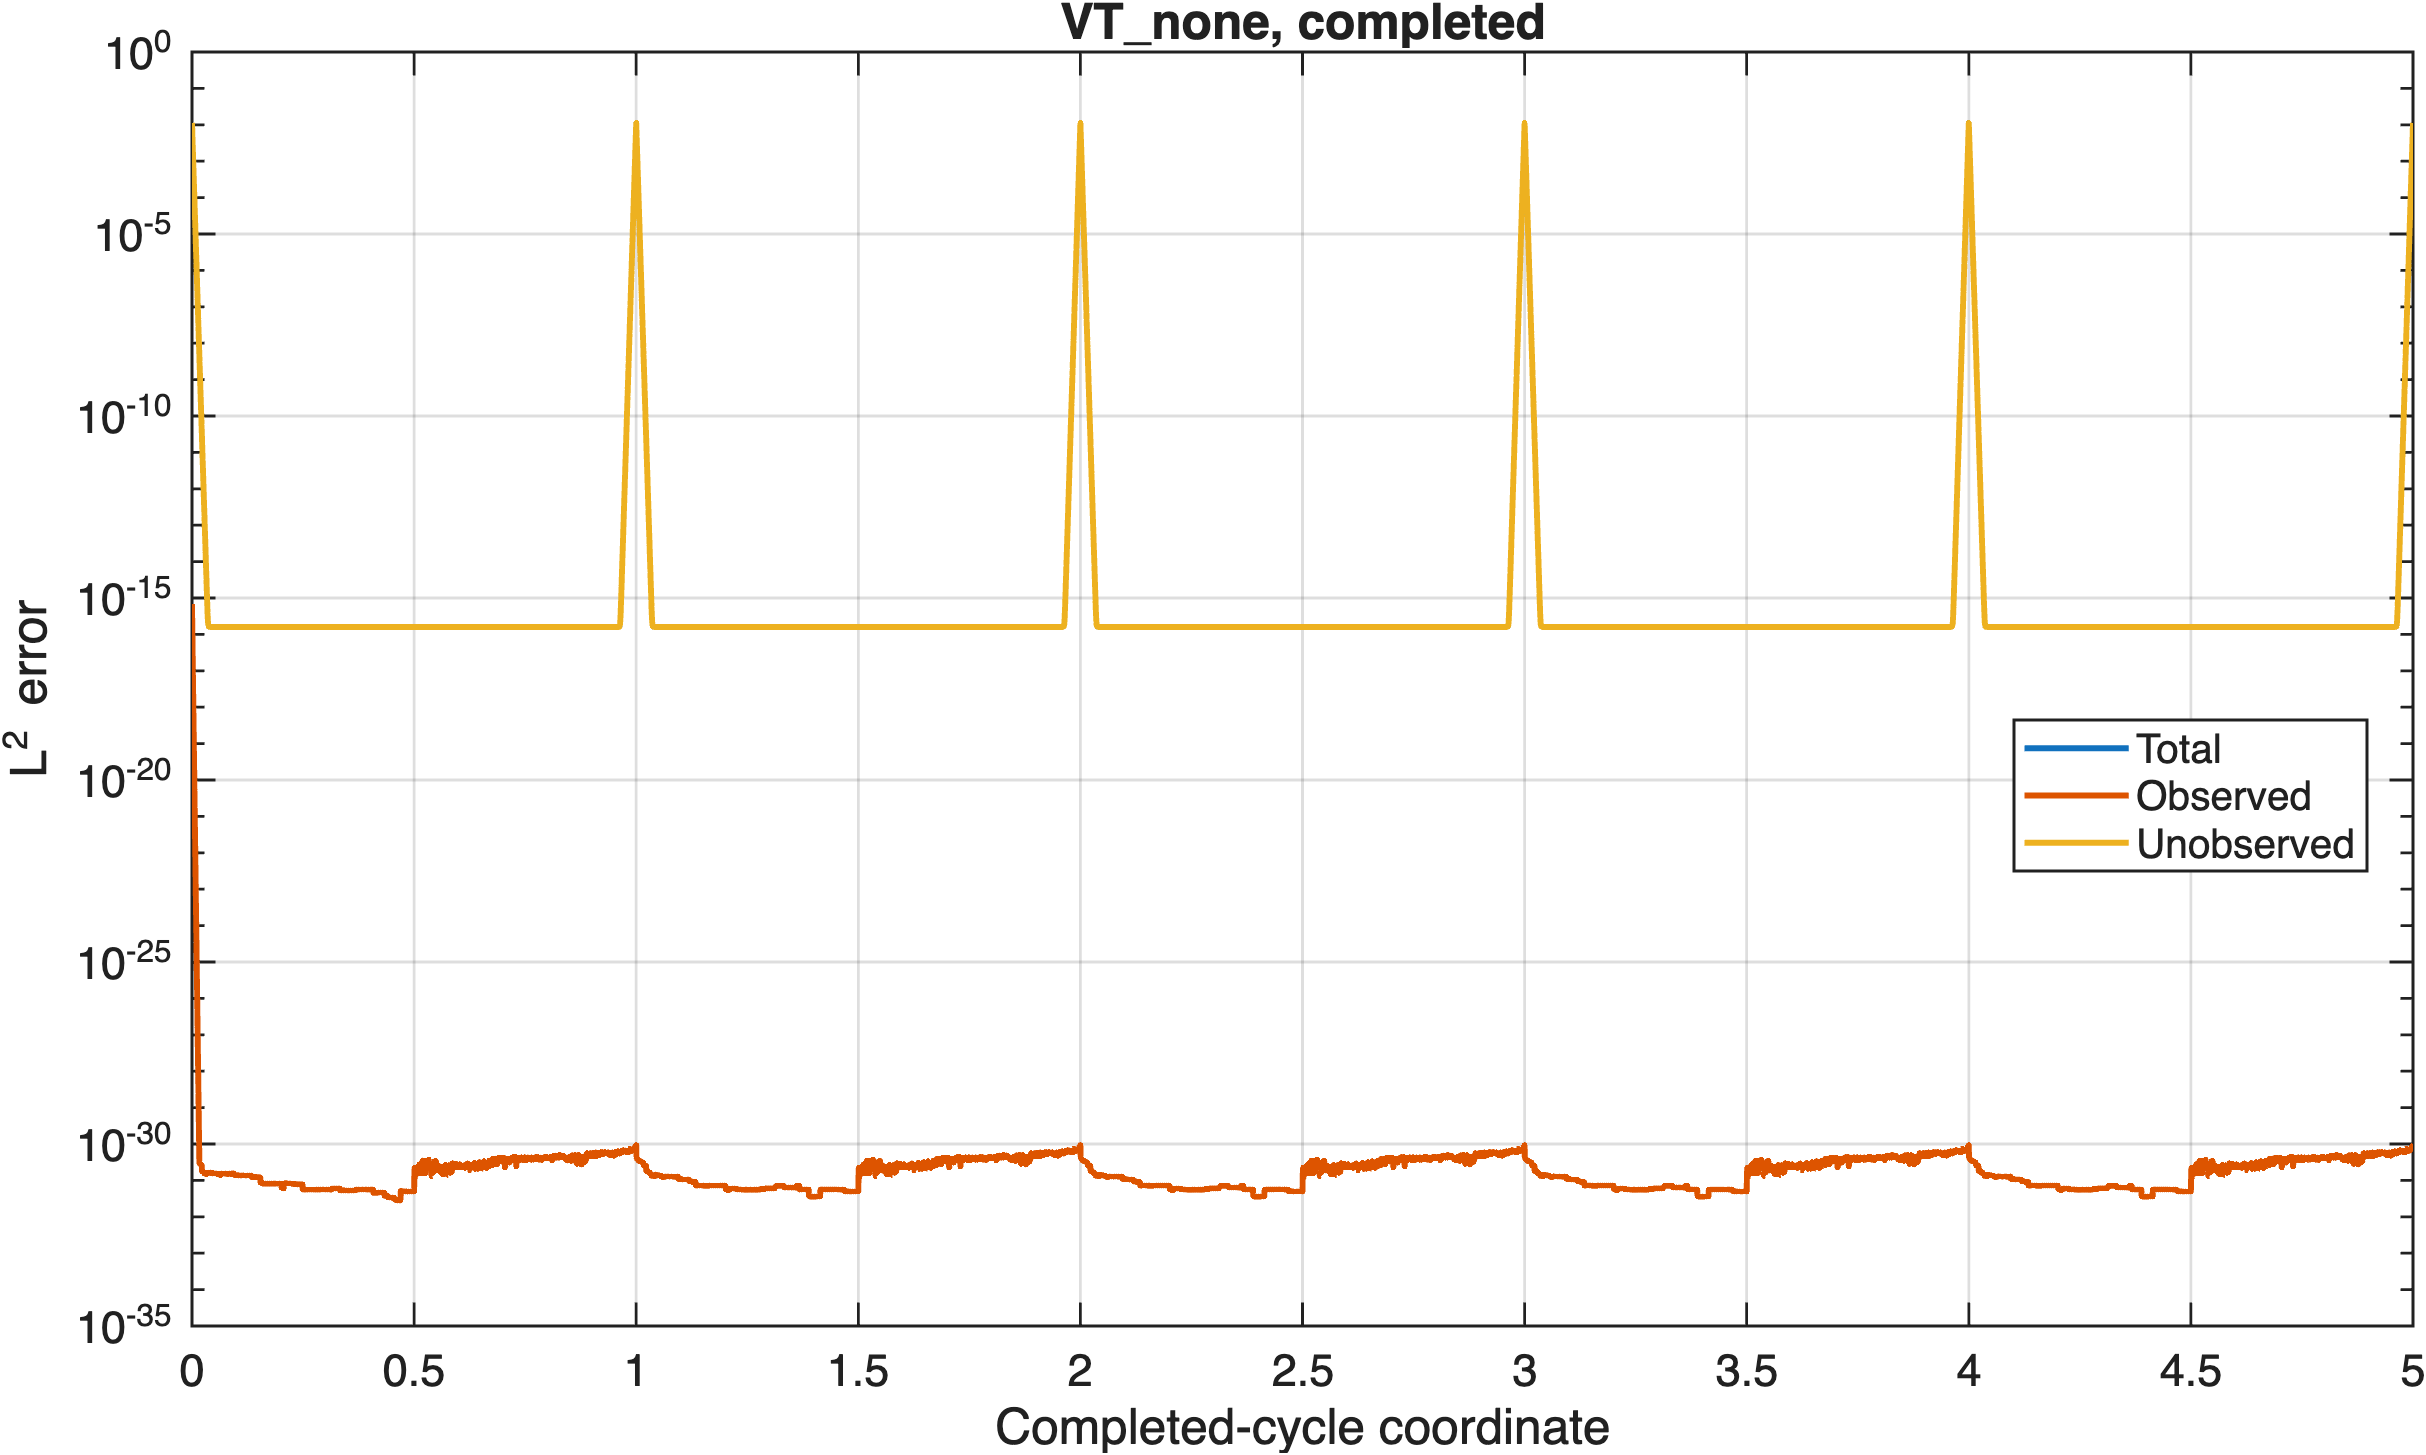 VT_none, completed
10^0
10^-5
10^-10
10^-15
10^-20
10^-25
10^-30
10^-35
L^2 error
Total
Observed
Unobserved
0 0.5 1 1.5 2 2.5 3 3.5 4 4.5 5
Completed-cycle coordinate